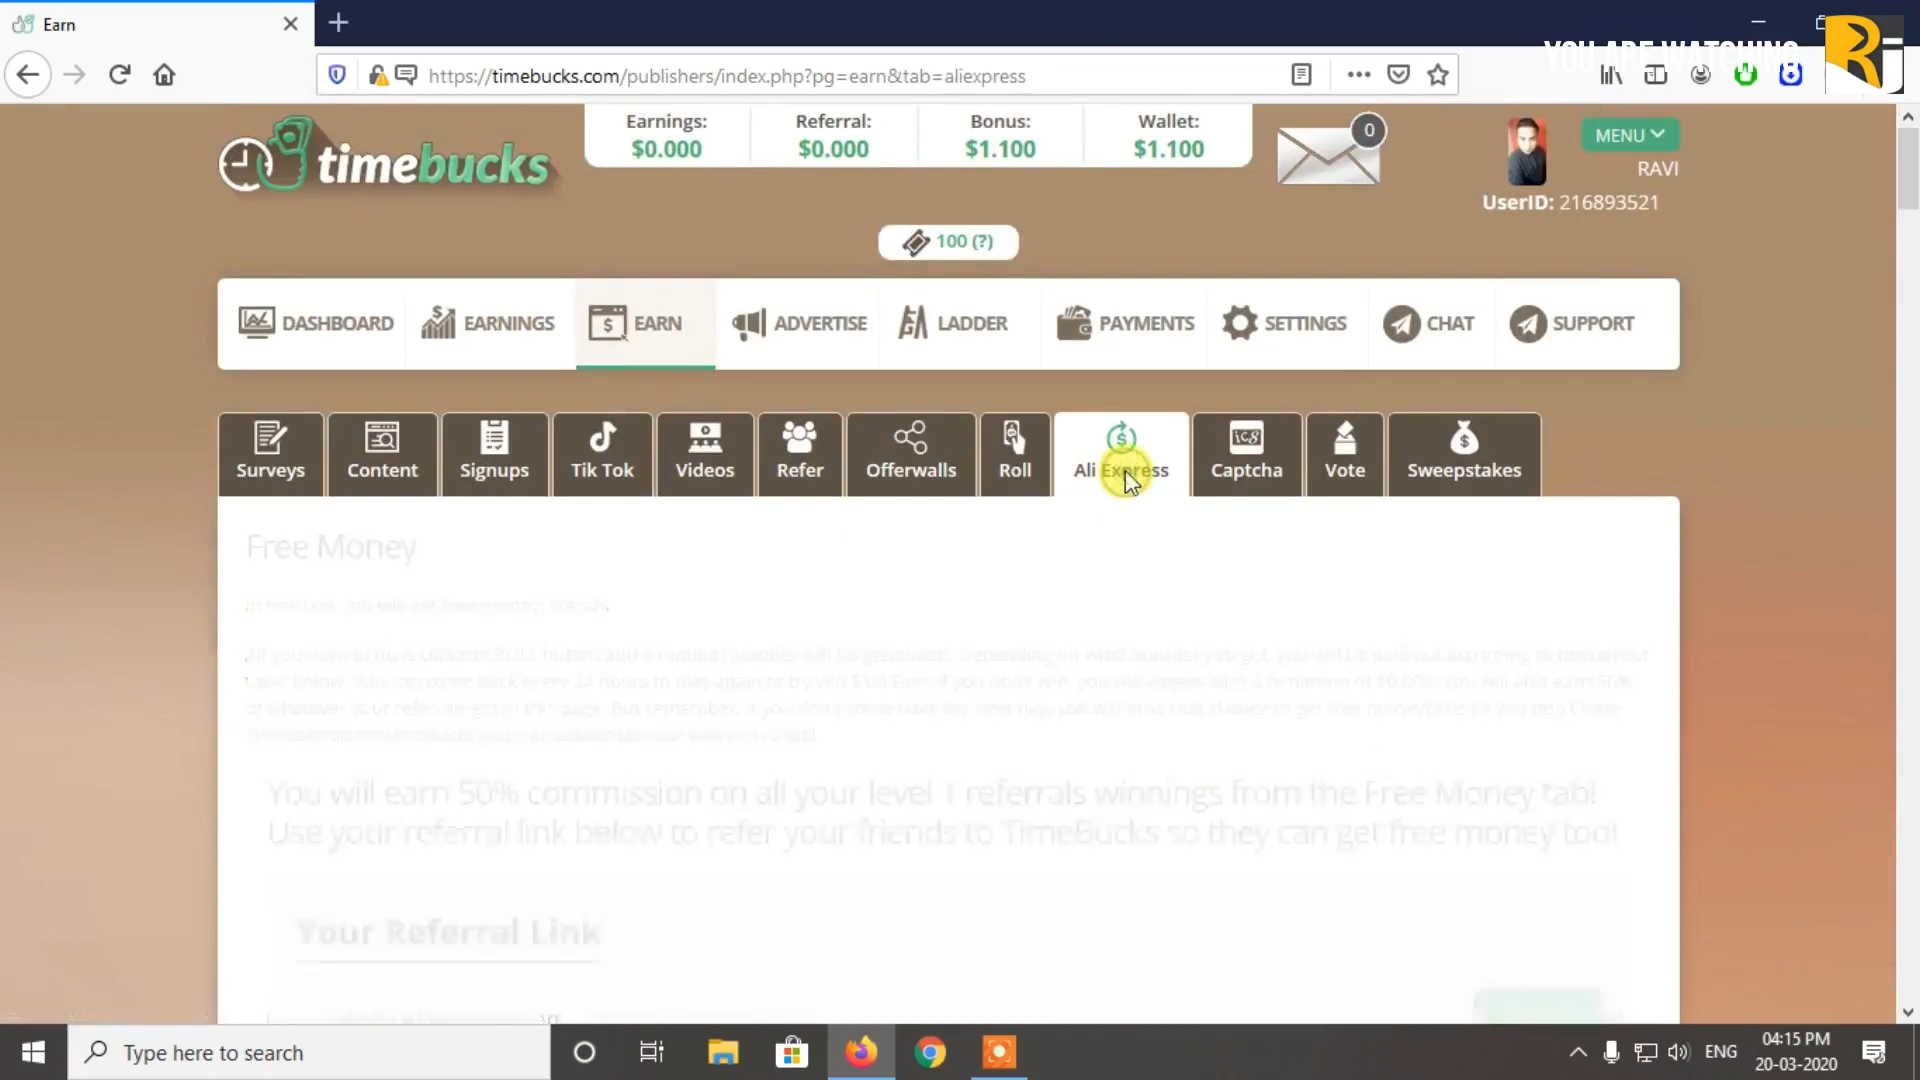 Earn
https://timebucks.com/publishers/index.php?pg=earn&tab=aliexpress
YOU ARE WATCHING
timebucks
Earnings:
$0.000
Referral:
$0.000
Bonus:
$1.100
Wallet:
$1.100
0
MENU
RAVI
UserID: 216893521
100 (?)
DASHBOARD
EARNINGS
EARN
ADVERTISE
LADDER
PAYMENTS
SETTINGS
CHAT
SUPPORT
Surveys
Content
Signups
Tik Tok
Videos
Refer
Offerwalls
Roll
Ali Express
Captcha
Vote
Sweepstakes
Free Money
You will earn 50% commission on all your level 1 referrals winnings from the Free Money tab!
Use your referral link below to refer your friends to TimeBucks so they can get free money too!
Your Referral Link
Type here to search
ENG
04:15 PM
20-03-2020